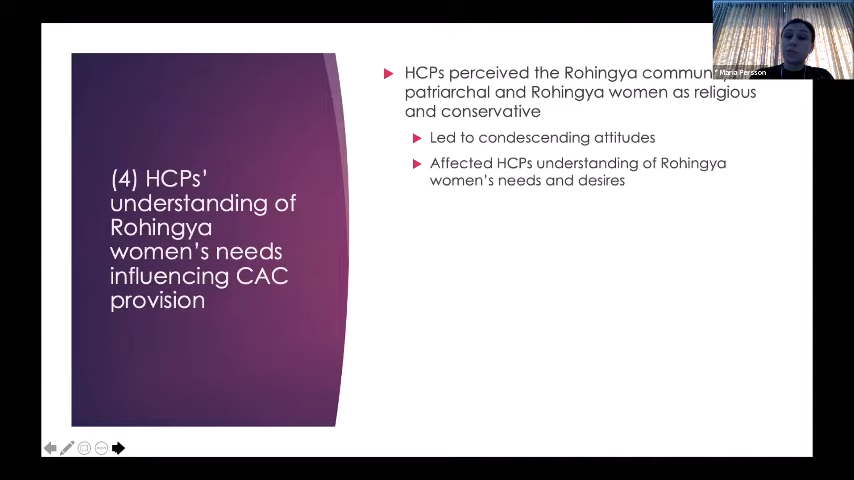 (4) HCPs'
understanding of
Rohingya
women's needs
influencing CAC
provision
HCPs perceived the Rohingya commun
patriarchal and Rohingya women as religious
and conservative
Led to condescending attitudes
Affected HCPs understanding of Rohingya
women's needs and desires
Maria Persson